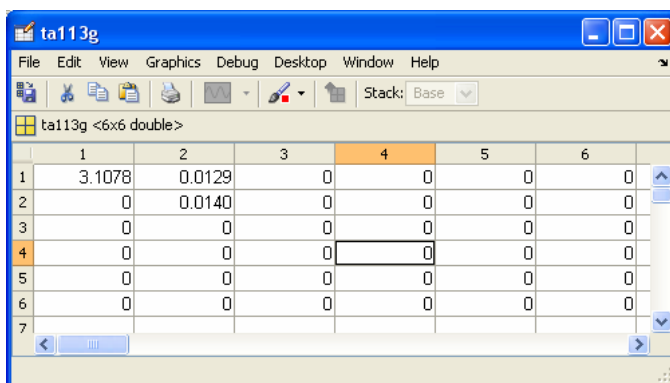 ta113g
File Edit View Graphics Debug Desktop Window Help
Stack: Base
ta113g <6x6 double>
1 2 3 4 5 6
1 3.1078 0.0129 0 0 0 0
2 0 0.0140 0 0 0 0
3 0 0 0 0 0 0
4 0 0 0 0 0 0
5 0 0 0 0 0 0
6 0 0 0 0 0 0
7